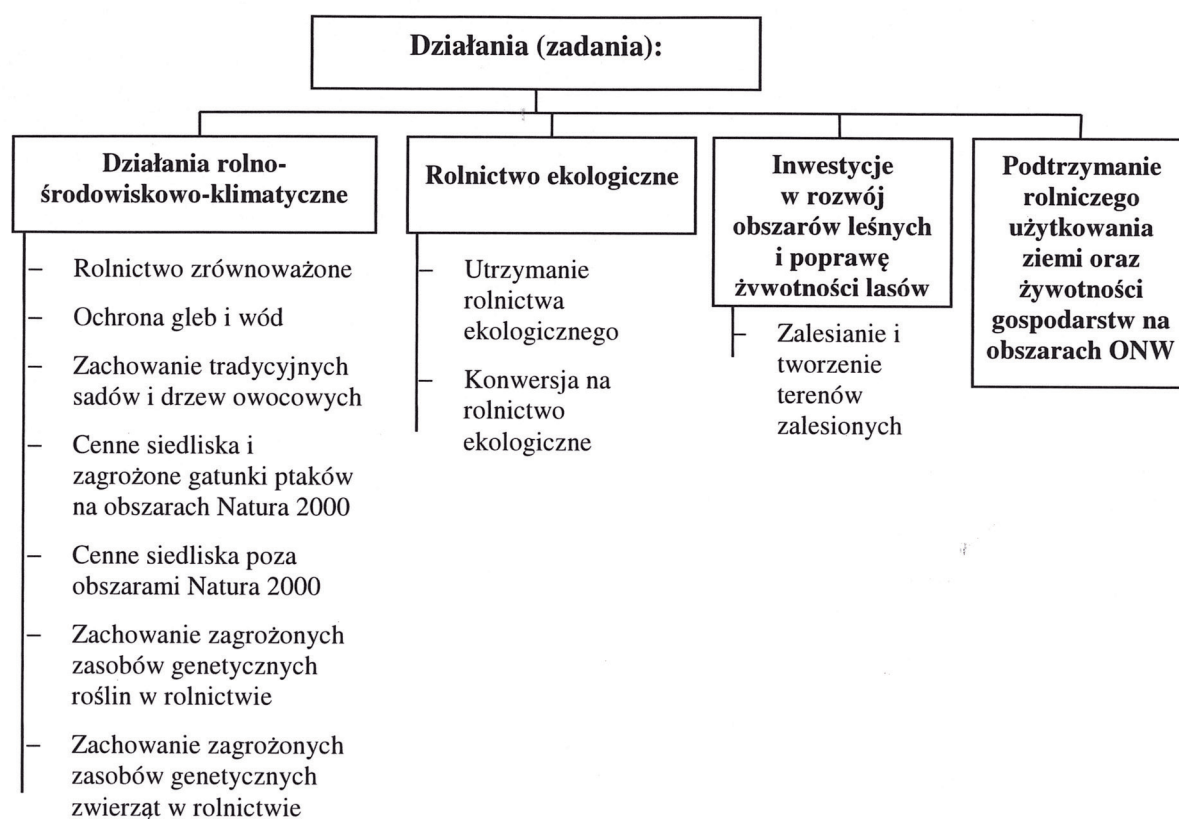 Działania (zadania):
Działania rolno-
środowiskowo-klimatyczne
– Rolnictwo zrównoważone
– Ochrona gleb i wód
– Zachowanie tradycyjnych
sadów i drzew owocowych
– Cenne siedliska i
zagrożone gatunki ptaków
na obszarach Natura 2000
– Cenne siedliska poza
obszarami Natura 2000
– Zachowanie zagrożonych
zasobów genetycznych
roślin w rolnictwie
– Zachowanie zagrożonych
zasobów genetycznych
zwierząt w rolnictwie
Rolnictwo ekologiczne
– Utrzymanie
rolnictwa
ekologicznego
– Konwersja na
rolnictwo
ekologiczne
Inwestycje
w rozwój
obszarów leśnych
i poprawę
żywotności lasów
– Zalesianie i
tworzenie
terenów
zalesionych
Podtrzymanie
rolniczego
użytkowania
ziemi oraz
żywotności
gospodarstw na
obszarach ONW